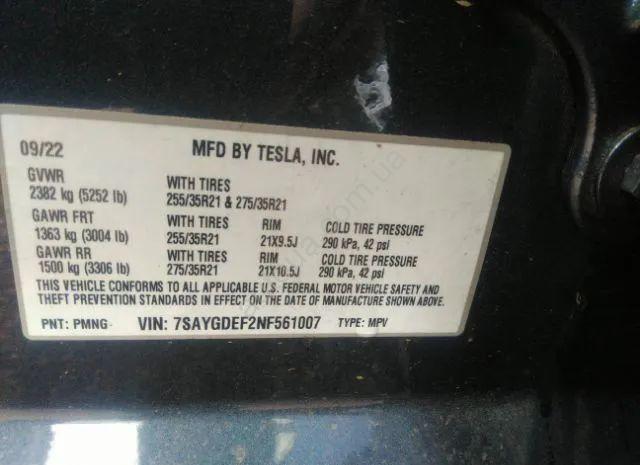 09/22 MFD BY TESLA, INC.
GVWR WITH TIRES
2382 kg (5252 lb) 255/35R21 & 275/35R21
GAWR FRT WITH TIRES RIM COLD TIRE PRESSURE
1363 kg (3004 lb) 255/35R21 21X9.5J 290 kPa, 42 psi
GAWR RR WITH TIRES RIM COLD TIRE PRESSURE
1500 kg (3306 lb) 275/35R21 21X10.5J 290 kPa, 42 psi
THIS VEHICLE CONFORMS TO ALL APPLICABLE U.S. FEDERAL MOTOR VEHICLE SAFETY AND
THEFT PREVENTION STANDARDS IN EFFECT ON THE DATE OF MANUFACTURE SHOWN ABOVE.
PNT: PMNG VIN: 7SAYGDEF2NF561007 TYPE: MPV